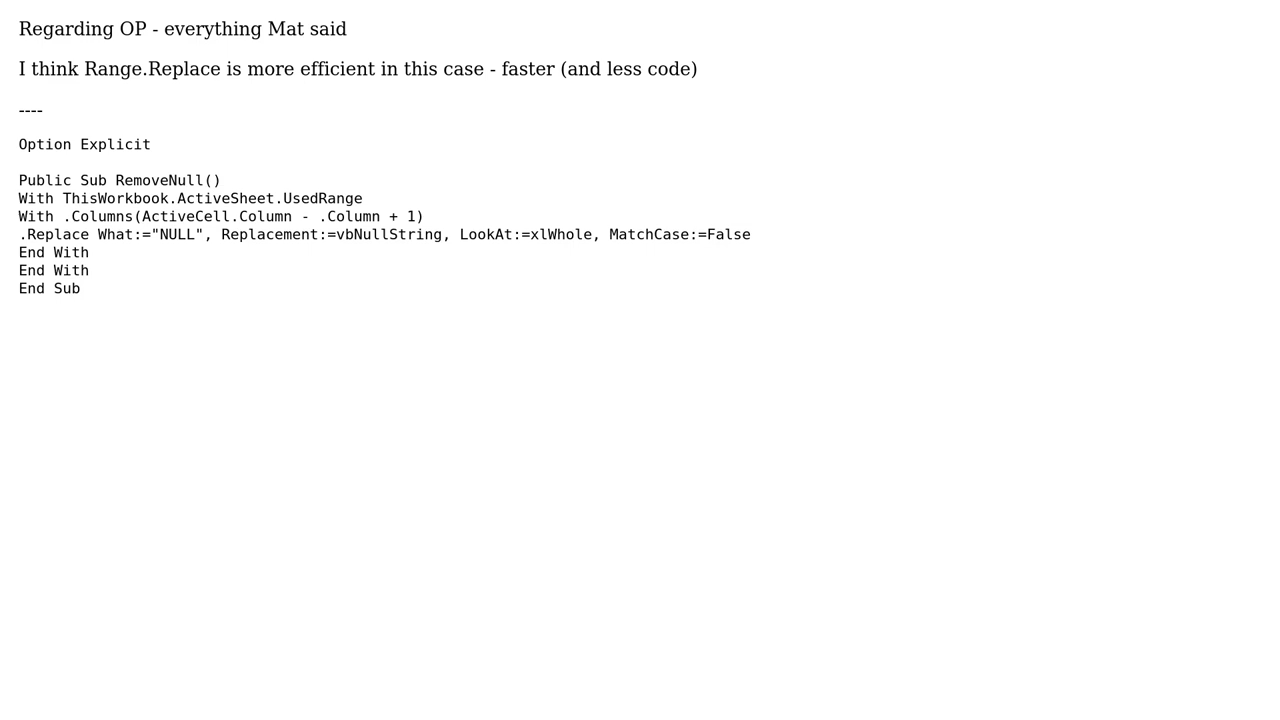 Regarding OP - everything Mat said
I think Range.Replace is more efficient in this case - faster (and less code)
----
Option Explicit
Public Sub RemoveNull()
With ThisWorkbook.ActiveSheet.UsedRange
With .Columns(ActiveCell.Column - .Column + 1)
.Replace What:="NULL", Replacement:=vbNullString, LookAt:=xlWhole, MatchCase:=False
End With
End With
End Sub